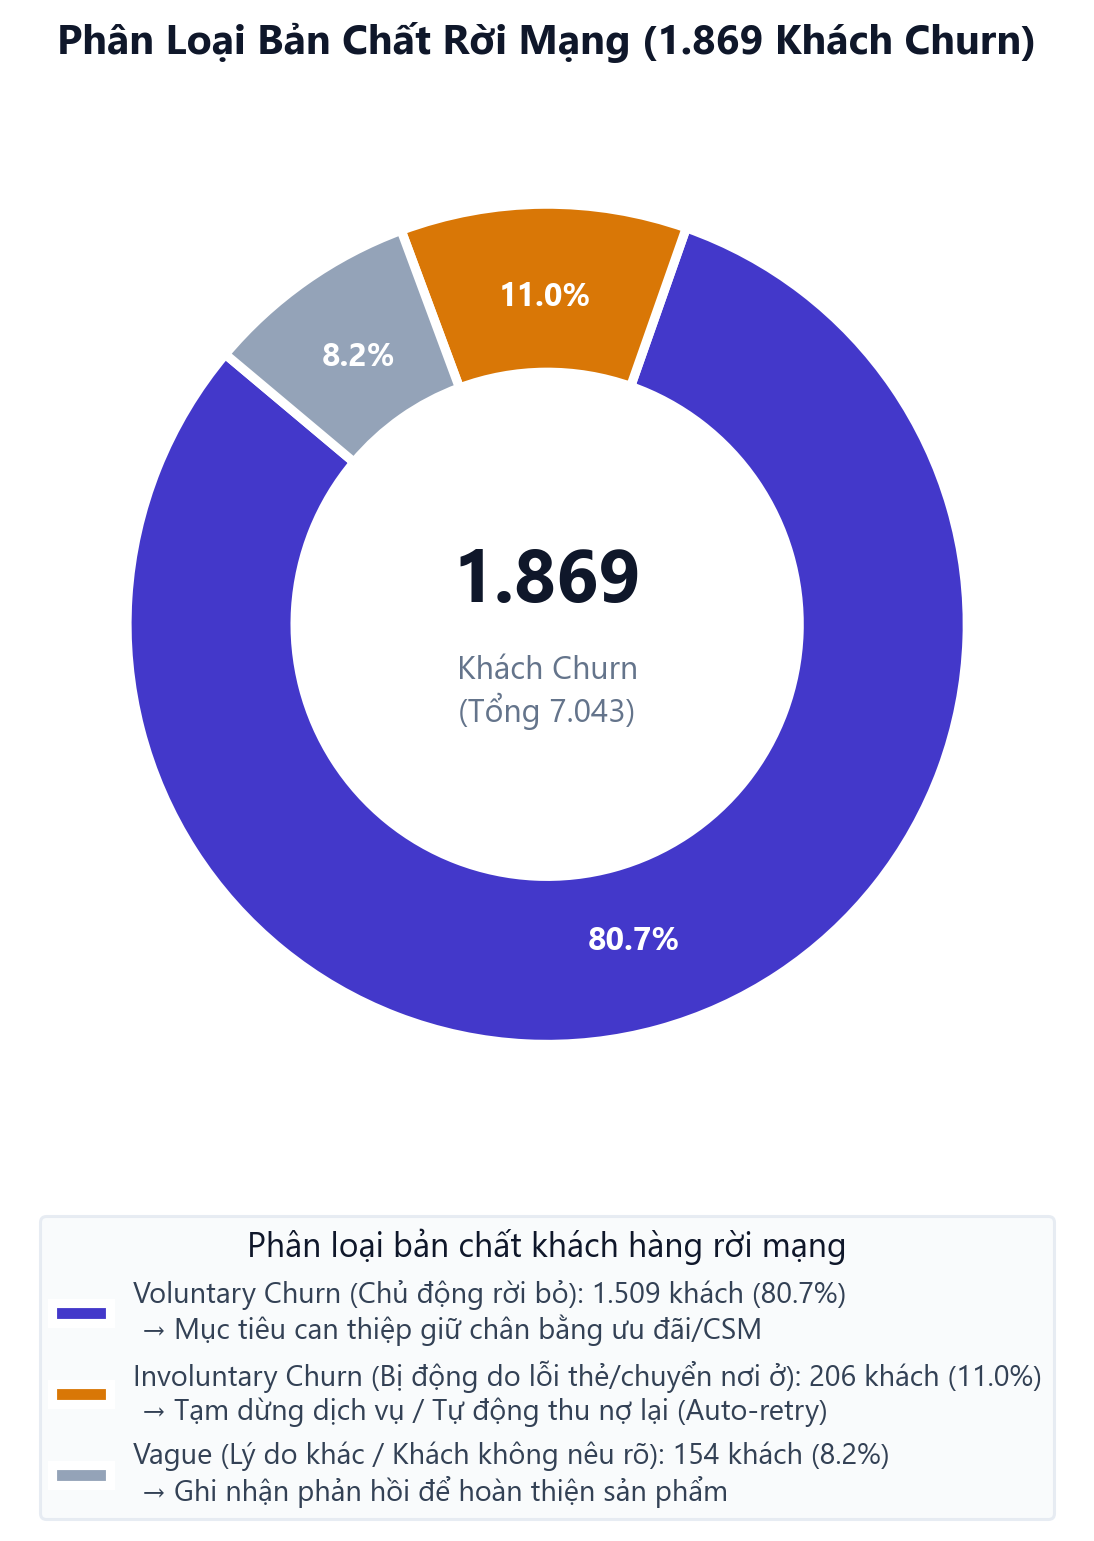 Phân Loại Bản Chất Rời Mạng (1.869 Khách Churn)
11.0%
8.2%
1.869
Khách Churn
(Tổng 7.043)
80.7%
Phân loại bản chất khách hàng rời mạng
Voluntary Churn (Chủ động rời bỏ): 1.509 khách (80.7%)
→ Mục tiêu can thiệp giữ chân bằng ưu đãi/CSM
Involuntary Churn (Bị động do lỗi thẻ/chuyển nơi ở): 206 khách (11.0%)
→ Tạm dừng dịch vụ / Tự động thu nợ lại (Auto-retry)
Vague (Lý do khác / Khách không nêu rõ): 154 khách (8.2%)
→ Ghi nhận phản hồi để hoàn thiện sản phẩm